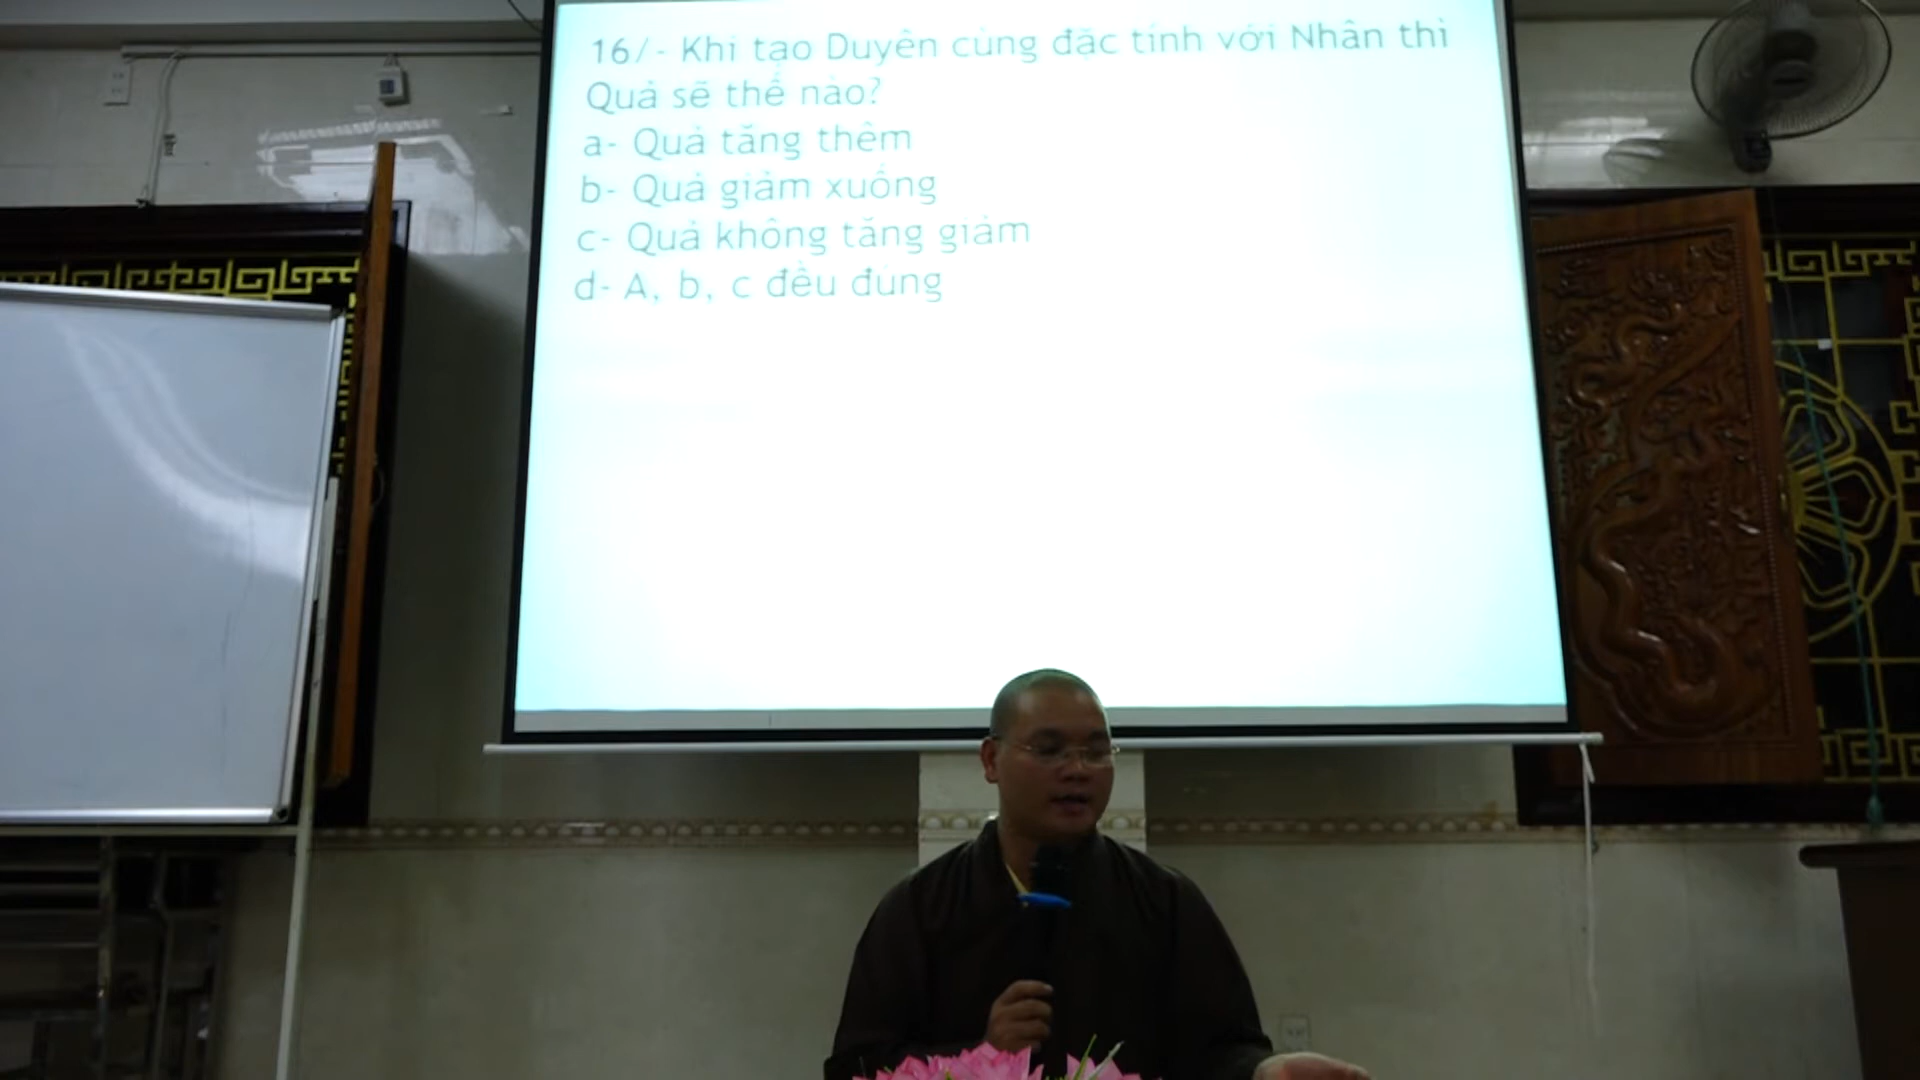 16/- Khi tạo Duyên cùng đặc tính với Nhân thì
Quả sẽ thế nào?
a- Quả tăng thêm
b- Quả giảm xuống
c- Quả không tăng giảm
d- A, b, c đều đúng